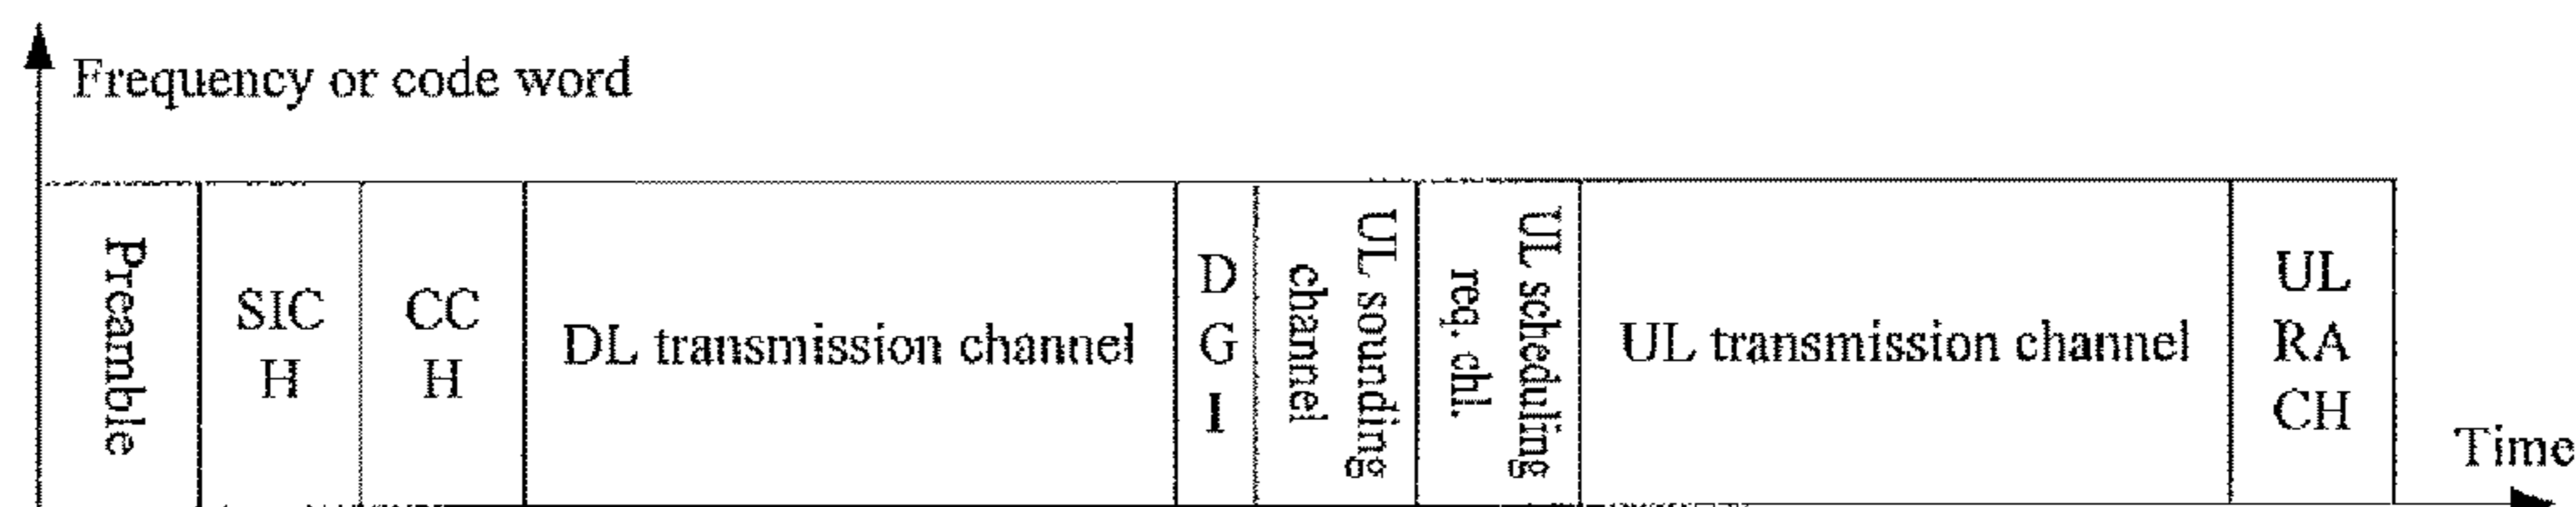 Frequency or code word
Preamble
SIC
H
CC
H
DL transmission channel
D
G
I
UL sounding
channel
UL scheduling
req. chl.
UL transmission channel
UL
RA
CH
Time